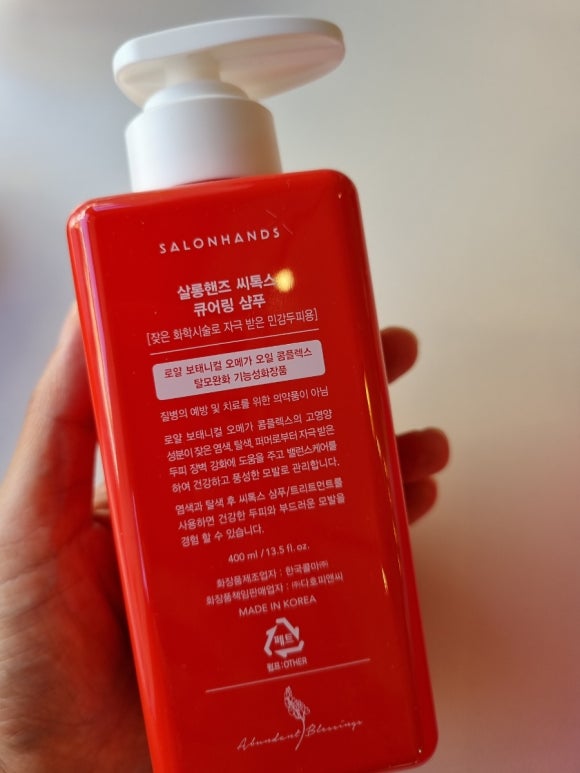 SALONHANDS
살롱핸즈 씨톡스
큐어링 샴푸
[잦은 화학시술로 자극 받은 민감두피용]
로얄 보태니컬 오메가 오일 콤플렉스
탈모완화 기능성화장품
질병의 예방 및 치료를 위한 의약품이 아님
로얄 보태니컬 오메가 콤플렉스의 고영양
성분이 잦은 염색, 탈색, 퍼머로부터 자극 받은
두피 장벽 강화에 도움을 주고 밸런스케어를
하여 건강하고 풍성한 모발로 관리합니다.
염색과 탈색 후 씨톡스 샴푸/트리트먼트를
사용하면 건강한 두피와 부드러운 모발을
경험 할 수 있습니다.
400 ml / 13.5 fl. oz.
화장품제조업자 : 한국콜마㈜
화장품책임판매업자 : ㈜다호피앤씨
MADE IN KOREA
페트
펌프:OTHER
Abundant Blessings